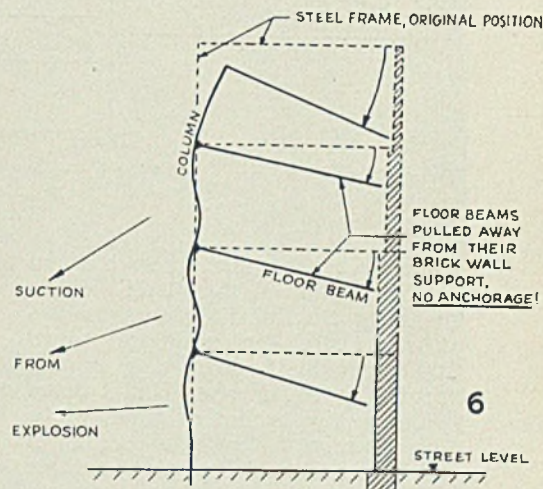 STEEL FRAME, ORIGINAL POSITION
COLUMN
FLOOR BEAMS
PULLED AWAY
FROM THEIR
BRICK WALL
SUPPORT,
NO ANCHORAGE!
FLOOR BEAM
SUCTION
FROM
EXPLOSION
6
STREET LEVEL